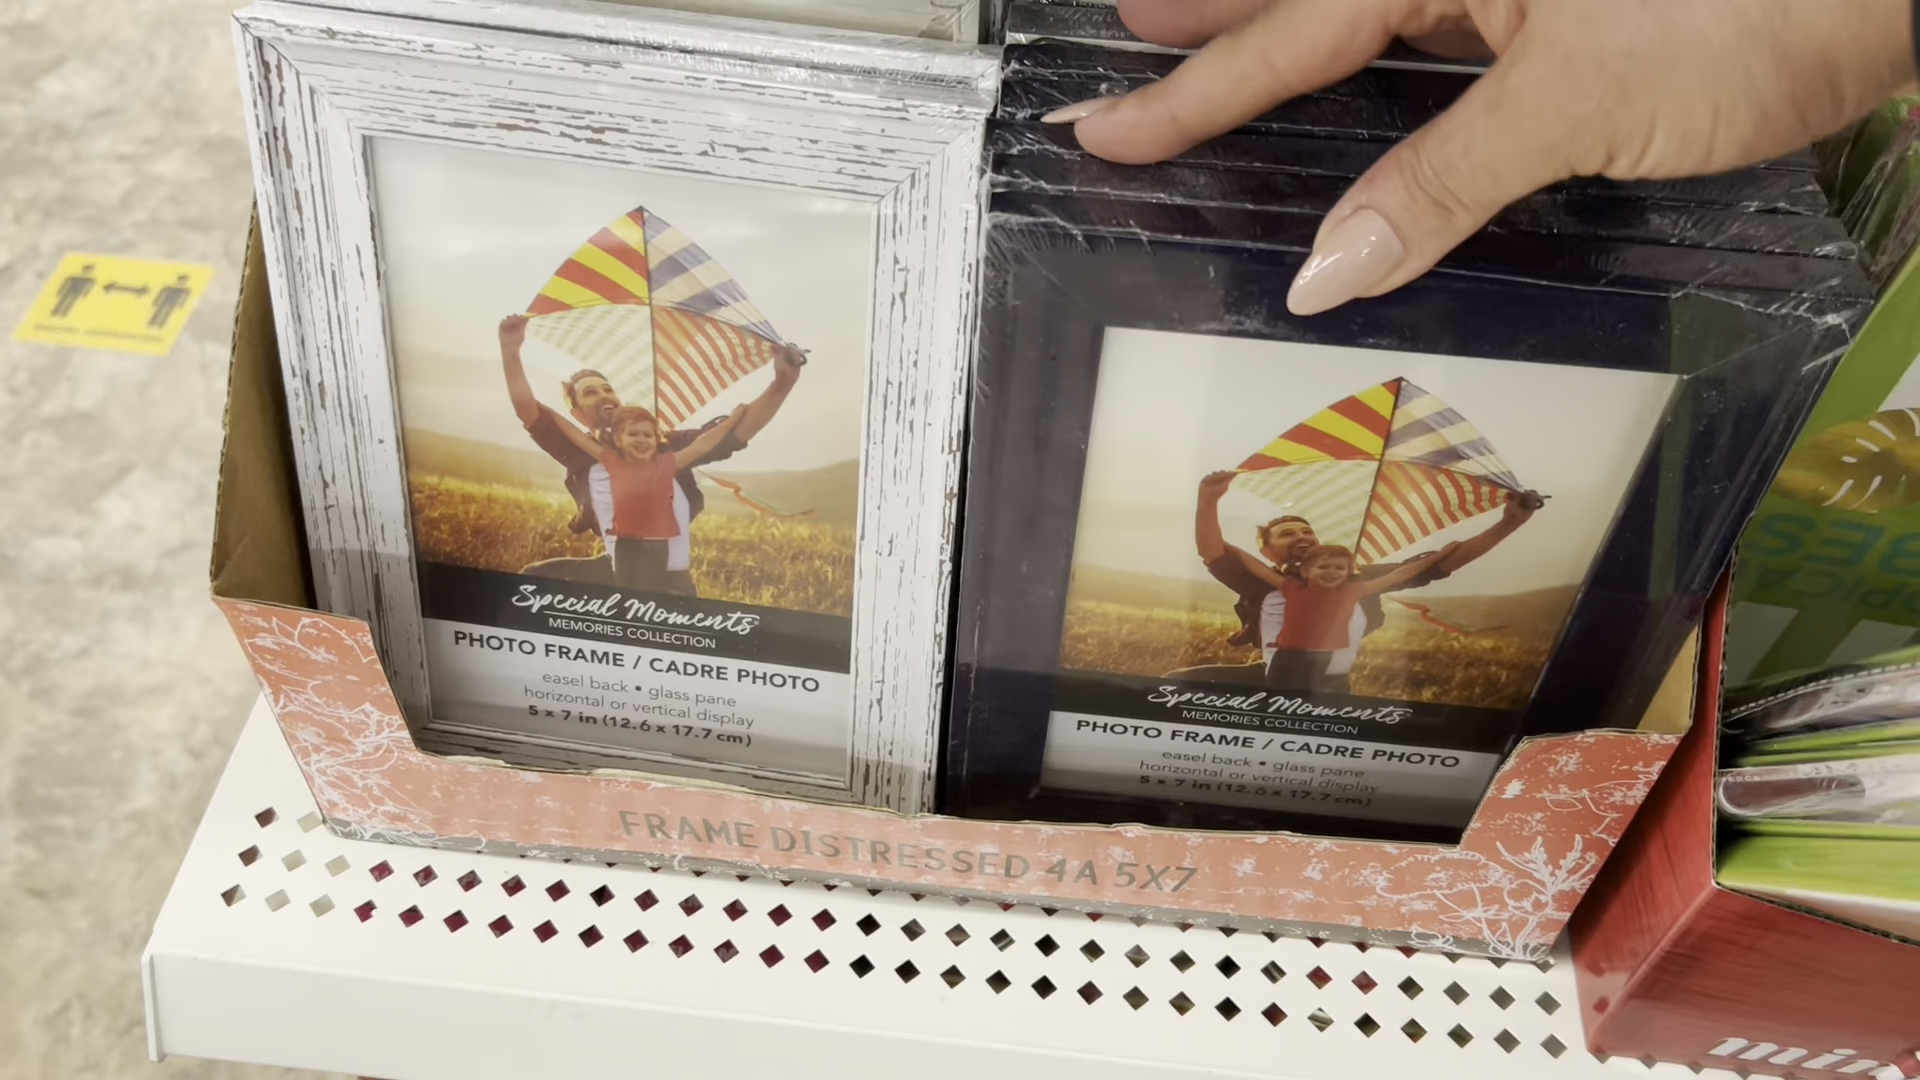 Special Moments
MEMORIES COLLECTION
PHOTO FRAME / CADRE PHOTO
easel back • glass pane
horizontal or vertical display
5 x 7 in (12.6 x 17.7 cm)
Special Moments
MEMORIES COLLECTION
PHOTO FRAME / CADRE PHOTO
easel back • glass pane
horizontal or vertical display
5 x 7 in (12.6 x 17.7 cm)
FRAME DISTRESSED 4A 5X7